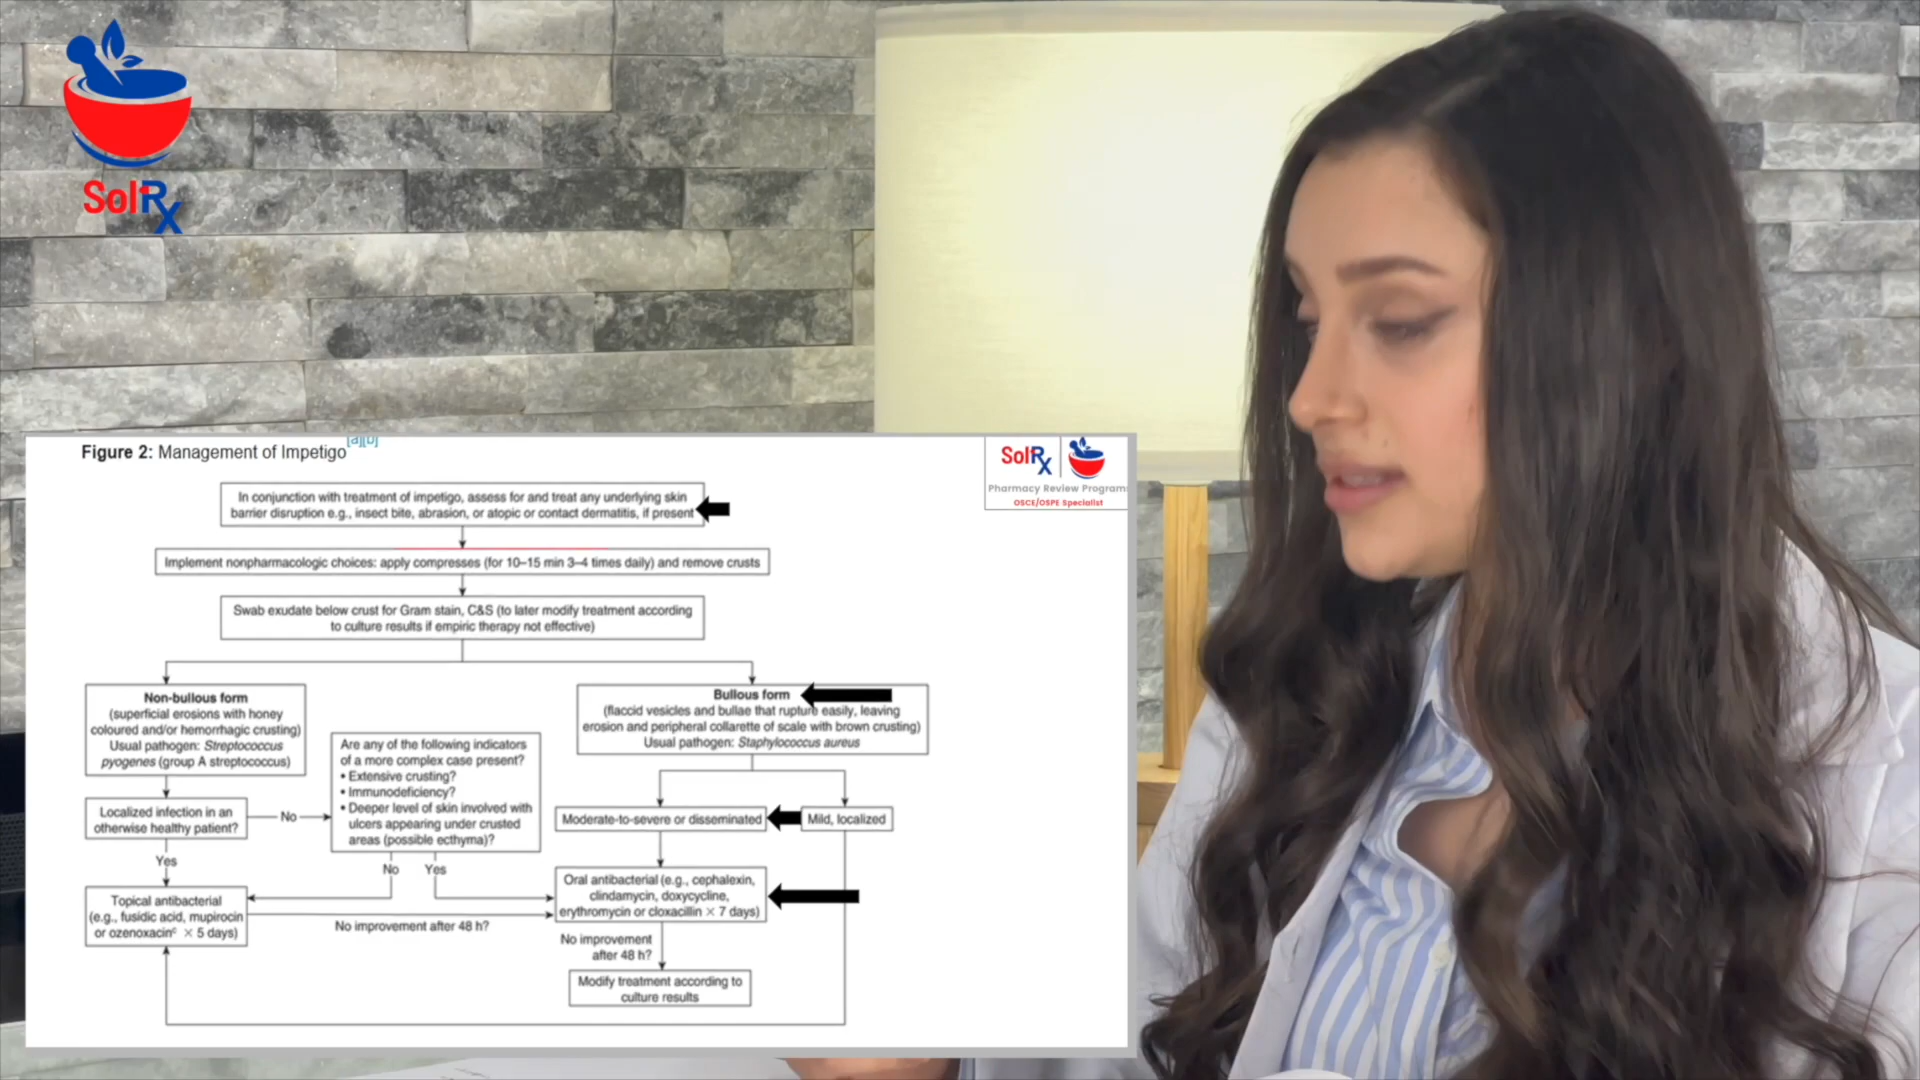 SolRx
Figure 2: Management of Impetigo[a][b]
SolRx
Pharmacy Review Programs
OSCE/OSPE Specialist
In conjunction with treatment of impetigo, assess for and treat any underlying skin
barrier disruption e.g., insect bite, abrasion, or atopic or contact dermatitis, if present
Implement nonpharmacologic choices: apply compresses (for 10–15 min 3–4 times daily) and remove crusts
Swab exudate below crust for Gram stain, C&S (to later modify treatment according
to culture results if empiric therapy not effective)
Non-bullous form
(superficial erosions with honey
coloured and/or hemorrhagic crusting)
Usual pathogen: Streptococcus
pyogenes (group A streptococcus)
Bullous form
(flaccid vesicles and bullae that rupture easily, leaving
erosion and peripheral collarette of scale with brown crusting)
Usual pathogen: Staphylococcus aureus
Are any of the following indicators
of a more complex case present?
• Extensive crusting?
• Immunodeficiency?
• Deeper level of skin involved with
ulcers appearing under crusted
areas (possible ecthyma)?
Localized infection in an
otherwise healthy patient?
No
Moderate-to-severe or disseminated
Mild, localized
Yes
No
Yes
Topical antibacterial
(e.g., fusidic acid, mupirocin
or ozenoxacinc × 5 days)
No improvement after 48 h?
Oral antibacterial (e.g., cephalexin,
clindamycin, doxycycline,
erythromycin or cloxacillin × 7 days)
No improvement
after 48 h?
Modify treatment according to
culture results